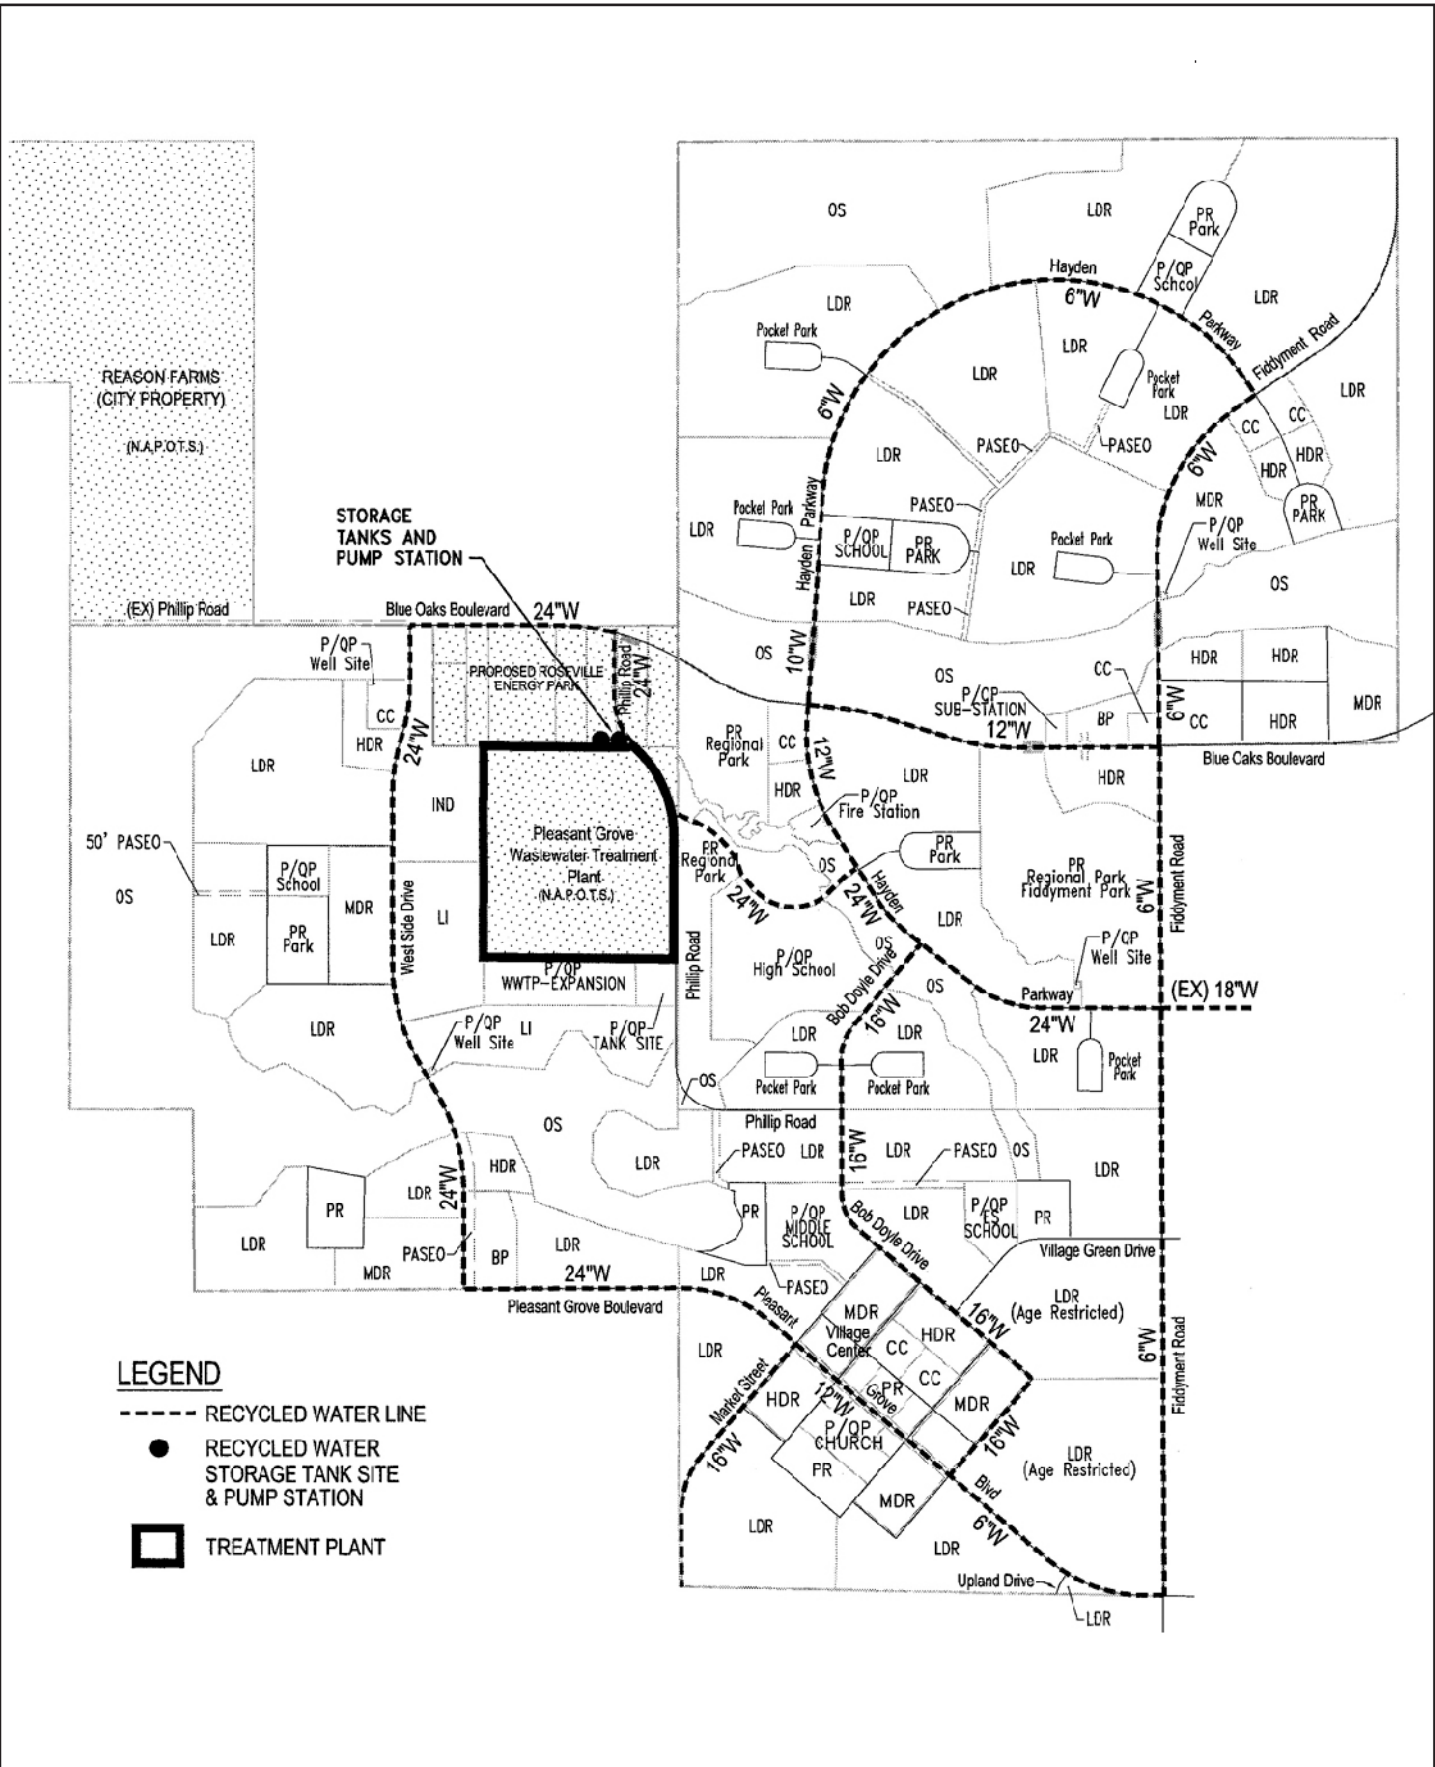 OS
LDR
PR
Park
Hayden
6"W
P/QP
School
LDR
LDR
Parkway
Fiddyment Road
Pocket Park
LDR
LDR
Pocket
Park
LDR
LDR
6"W
REASON FARMS
(CITY PROPERTY)
(N.A.P.O.T.S.)
CC
CC
PASEO
PASEO
LDR
6"W
HDR
HDR
STORAGE
TANKS AND
PUMP STATION
Parkway
Pocket Park
LDR
PASEO
MDR
PR
PARK
P/QP
SCHOOL
PR
PARK
Pocket Park
P/QP
Well Site
Hayden
LDR
OS
LDR
PASEO
(EX) Phillip Road
Blue Oaks Boulevard
24"W
P/QP
Well Site
PROPOSED ROSEVILLE
ENERGY PARK
Phillip Road
24"W
OS
10"W
OS
HDR
HDR
CC
P/QP
SUB-STATION
12"W
BP
6"W
CC
HDR
MDR
CC
HDR
24"W
PR
Regional
Park
CC
12"W
Blue Oaks Boulevard
LDR
LDR
HDR
HDR
IND
P/QP
Fire Station
50' PASEO
Pleasant Grove
Wastewater Treatment
Plant
(N.A.P.O.T.S.)
PR
Regional
Park
PR
Park
PR
Regional Park
Fiddyment Park
OS
P/QP
School
OS
MDR
LI
24"W
24"W
Hayden
6"W
Fiddyment Road
LDR
PR
Park
West Side Drive
LDR
P/QP
High School
OS
P/QP
Well Site
Phillip Road
P/QP
WWTP-EXPANSION
Bob Doyle Drive
16"W
OS
Parkway
24"W
(EX) 18"W
LDR
P/QP
Well Site
LI
P/QP
TANK SITE
LDR
LDR
LDR
Pocket
Park
OS
Pocket Park
Pocket Park
OS
Phillip Road
16"W
PASEO
LDR
LDR
PASEO
OS
LDR
LDR
HDR
LDR
24"W
PR
PR
P/QP
MIDDLE
SCHOOL
LDR
P/QP
ES
SCHOOL
PR
LDR
PASEO
BP
LDR
MDR
Bob Doyle Drive
Village Green Drive
24"W
LDR
PASEO
Pleasant Grove Boulevard
Pleasant
MDR
16"W
LDR
(Age Restricted)
Village
Center
CC
HDR
LDR
6"W
Fiddyment Road
LEGEND
Market Street
HDR
12"W
PR
Grove
CC
MDR
RECYCLED WATER LINE
RECYCLED WATER
STORAGE TANK SITE
& PUMP STATION
16"W
P/QP
CHURCH
16"W
LDR
(Age Restricted)
PR
MDR
Blvd
LDR
6"W
TREATMENT PLANT
LDR
Upland Drive
LDR